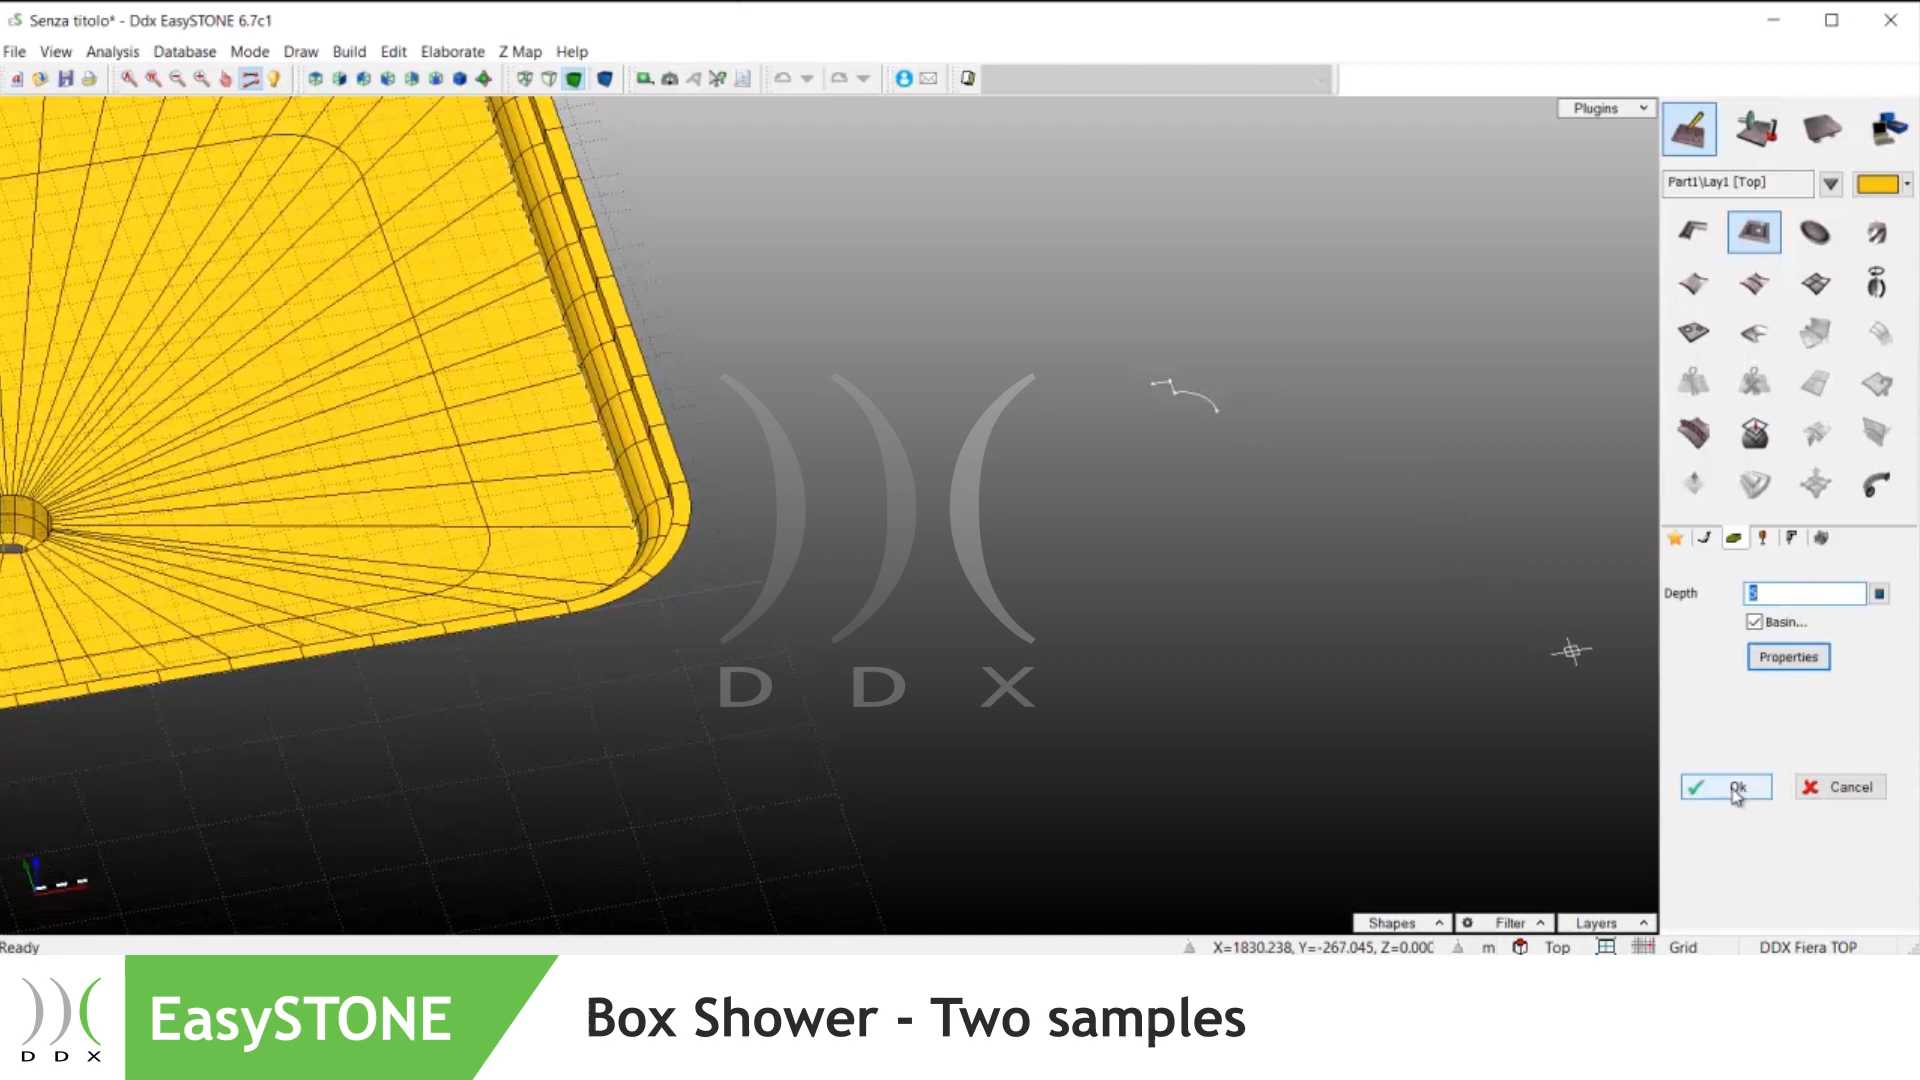 S Senza titolo* - Ddx EasySTONE 6.7c1
File View Analysis Database Mode Draw Build Edit Elaborate Z Map Help
Plugins
Part1\Lay1 [Top]
Depth
Basin...
Properties
Ok
Cancel
D D X
Shapes
Filter
Layers
Ready
X=1830.238, Y=-267.045, Z=0.00
m
Top
Grid
DDX Fiera TOP
D D X
EasySTONE
Box Shower - Two samples